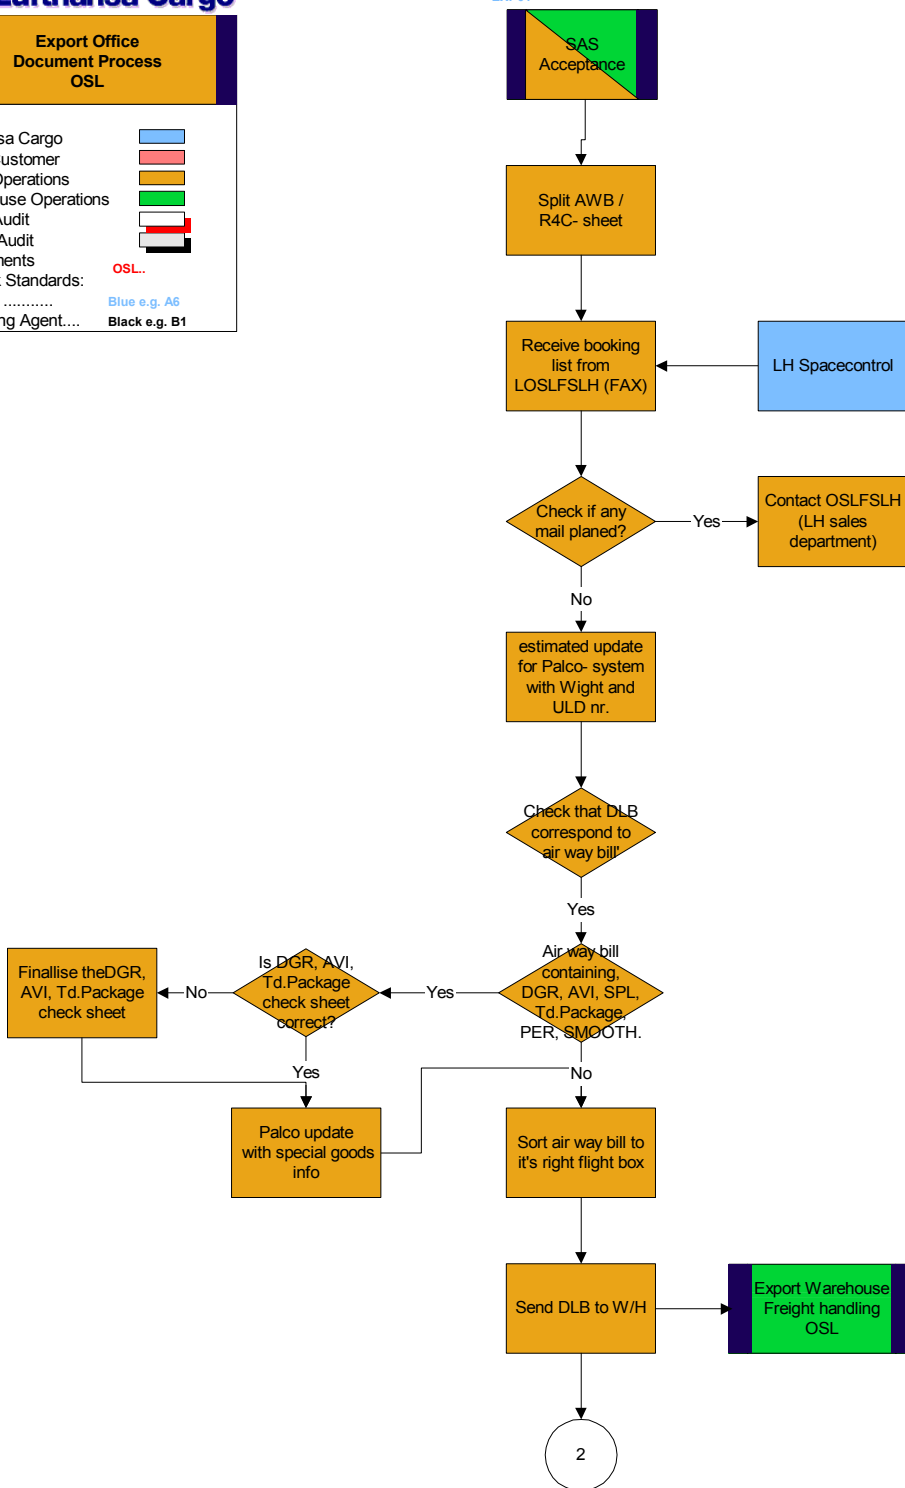 Lufthansa Cargo
Export Office
Document Process
OSL
sa Cargo
ustomer
Operations
use Operations
Audit
Audit
ments
k Standards:
OSL..
...........
Blue e.g. A6
ng Agent....
Black e.g. B1
SAS
Acceptance
Split AWB /
R4C- sheet
Receive booking
list from
LOSLFSLH (FAX)
LH Spacecontrol
Check if any
mail planed?
Yes
Contact OSLFSLH
(LH sales
department)
No
estimated update
for Palco- system
with Wight and
ULD nr.
Check that DLB
correspond to
air way bill'
Yes
Air way bill
containing,
DGR, AVI, SPL,
Td.Package,
PER, SMOOTH.
Yes
Is DGR, AVI,
Td.Package
check sheet
correct?
No
Finallise theDGR,
AVI, Td.Package
check sheet
Yes
No
Palco update
with special goods
info
Sort air way bill to
it's right flight box
Send DLB to W/H
Export Warehouse
Freight handling
OSL
2